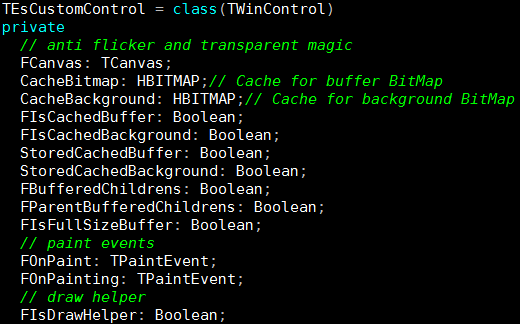 TEsCustomControl = class(TWinControl)
private
// anti flicker and transparent magic
FCanvas: TCanvas;
CacheBitmap: HBITMAP;// Cache for buffer BitMap
CacheBackground: HBITMAP;// Cache for background BitMap
FIsCachedBuffer: Boolean;
FIsCachedBackground: Boolean;
StoredCachedBuffer: Boolean;
StoredCachedBackground: Boolean;
FBufferedChildrens: Boolean;
FParentBufferedChildrens: Boolean;
FIsFullSizeBuffer: Boolean;
// paint events
FOnPaint: TPaintEvent;
FOnPainting: TPaintEvent;
// draw helper
FIsDrawHelper: Boolean;